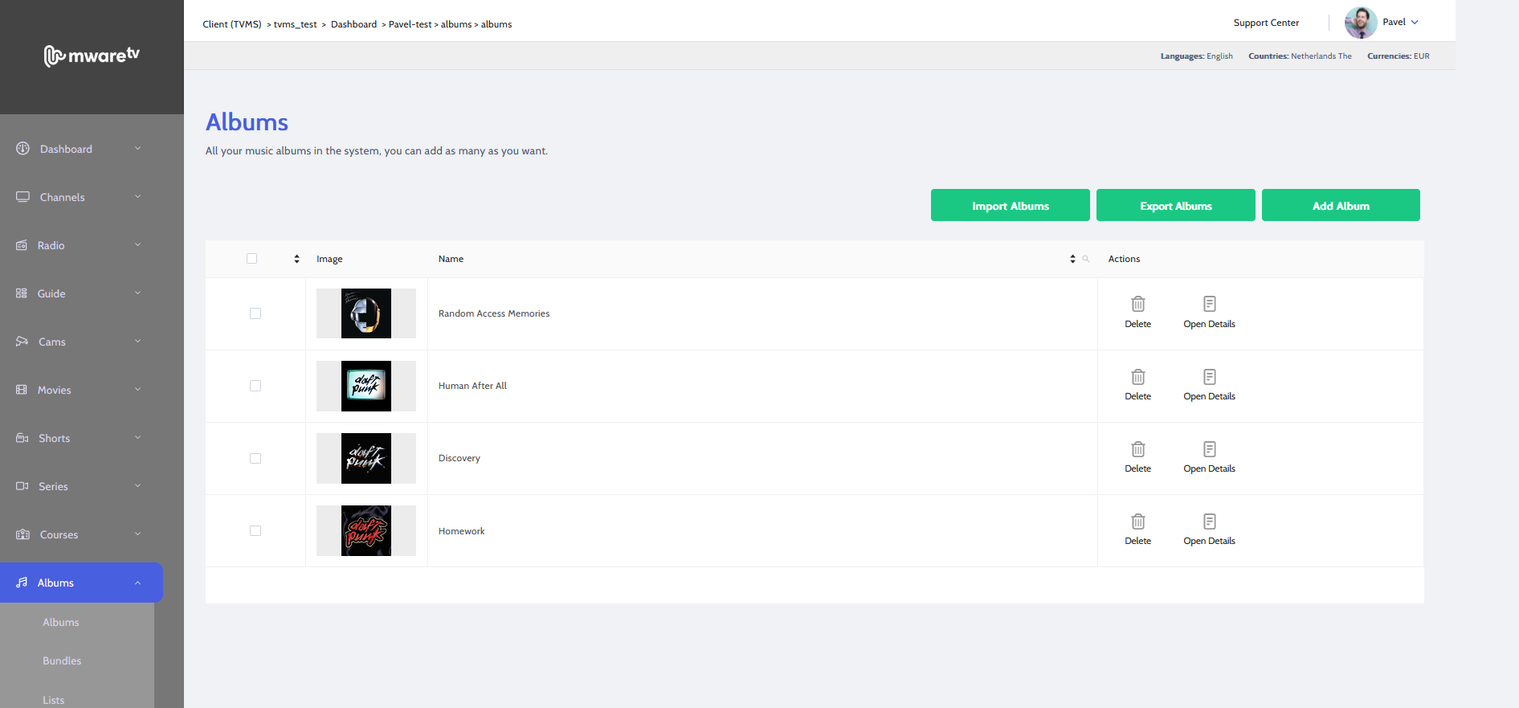 mwaretv
Client (TVMS) > tvms_test > Dashboard > Pavel-test > albums > albums
Support Center
Pavel
Languages: English Countries: Netherlands The Currencies: EUR
Dashboard
Channels
Radio
Guide
Cams
Movies
Shorts
Series
Courses
Albums
Albums
Bundles
Lists
Albums
All your music albums in the system, you can add as many as you want.
Import Albums
Export Albums
Add Album
Image Name Actions
Random Access Memories
Delete Open Details
daft
punk
Human After All
Delete Open Details
daft
punk
Discovery
Delete Open Details
daft
punk
Homework
Delete Open Details